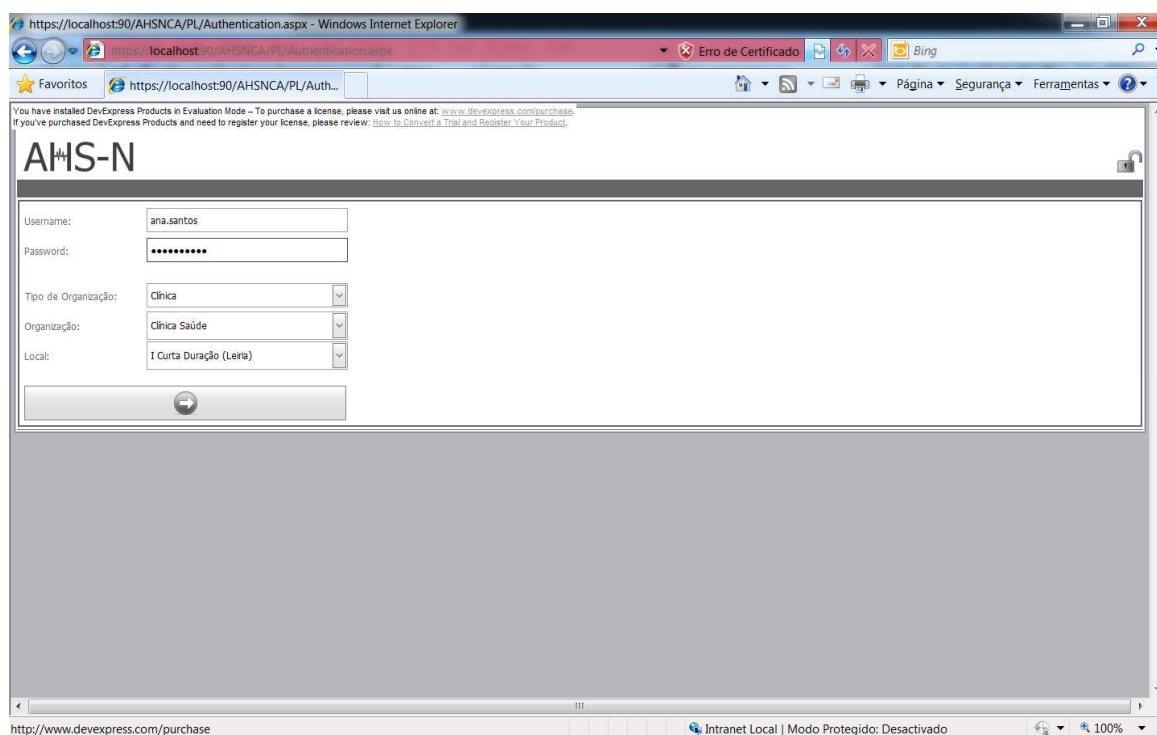 https://localhost:90/AHSNCA/PL/Authentication.aspx - Windows Internet Explorer
https://localhost:90/AHSNCA/PL/Authentication.aspx Erro de Certificado Bing
Favoritos https://localhost:90/AHSNCA/PL/Auth... Página Segurança Ferramentas
You have installed DevExpress Products in Evaluation Mode – To purchase a license, please visit us online at: www.devexpress.com/purchase.
If you've purchased DevExpress Products and need to register your license, please review: How to Convert a Trial and Register Your Product.
AHS-N
Username: ana.santos
Password: ••••••••••
Tipo de Organização: Clínica
Organização: Clínica Saúde
Local: I Curta Duração (Leiria)
http://www.devexpress.com/purchase Intranet Local | Modo Protegido: Desactivado 100%